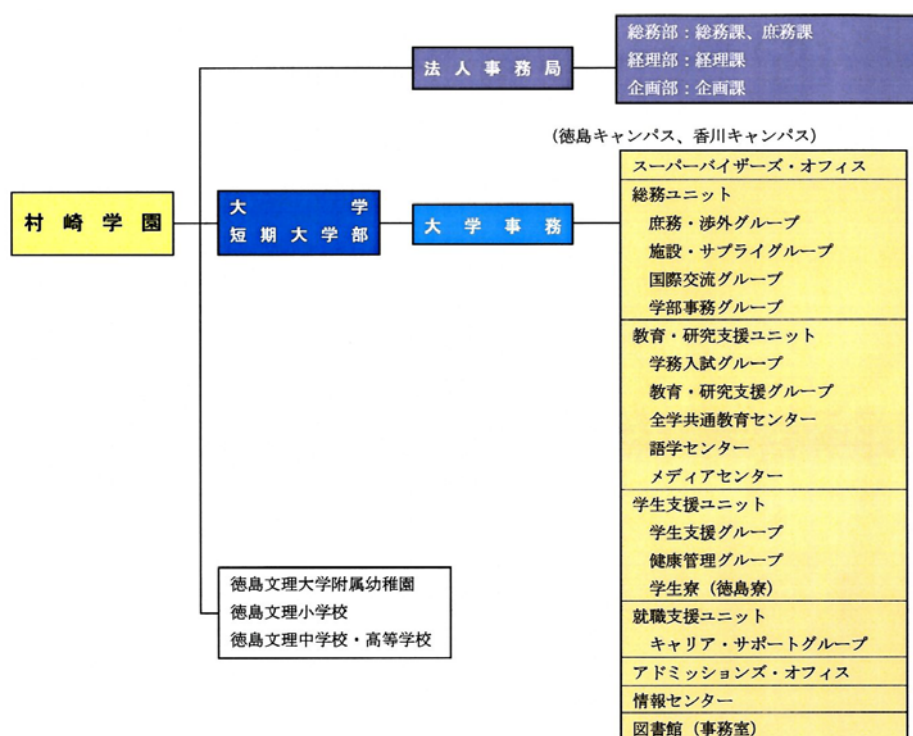 総務部：総務課、庶務課
法人事務局
経理部：経理課
企画部：企画課
(徳島キャンパス、香川キャンパス)
スーパーバイザーズ・オフィス
村崎学園
大学
短期大学部
大学事務
総務ユニット
庶務・渉外グループ
施設・サプライグループ
国際交流グループ
学部事務グループ
教育・研究支援ユニット
学務入試グループ
教育・研究支援グループ
全学共通教育センター
語学センター
メディアセンター
学生支援ユニット
学生支援グループ
健康管理グループ
学生寮（徳島寮）
就職支援ユニット
キャリア・サポートグループ
アドミッションズ・オフィス
情報センター
図書館（事務室）
徳島文理大学附属幼稚園
徳島文理小学校
徳島文理中学校・高等学校